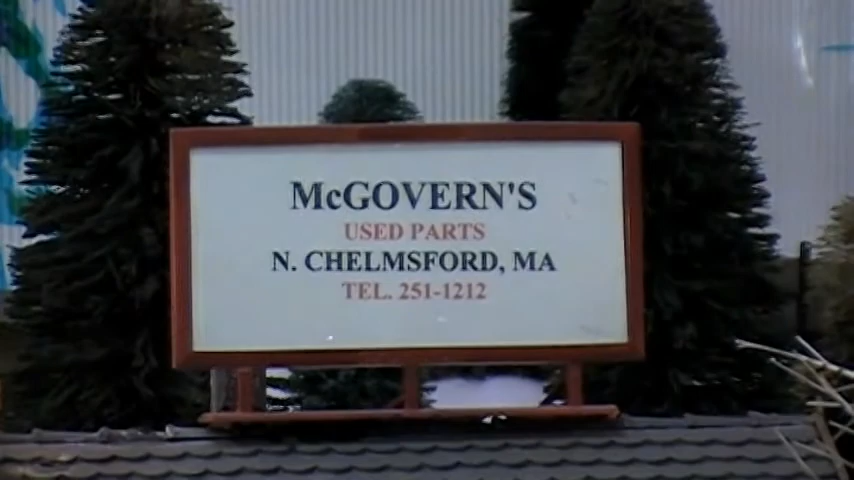 McGOVERN'S
USED PARTS
N. CHELMSFORD, MA
TEL. 251-1212